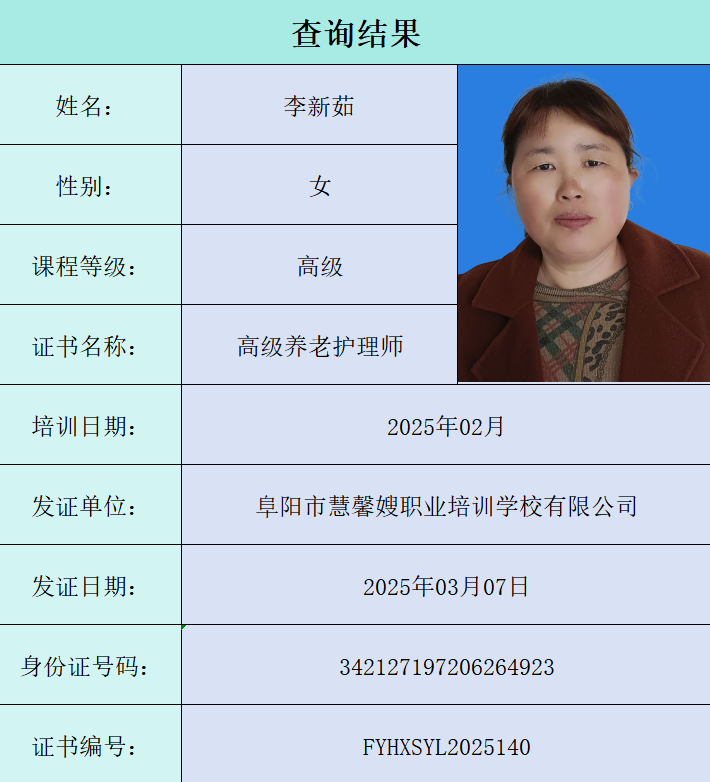 查询结果
姓名： 李新茹
性别： 女
课程等级： 高级
证书名称： 高级养老护理师
培训日期： 2025年02月
发证单位： 阜阳市慧馨嫂职业培训学校有限公司
发证日期： 2025年03月07日
身份证号码： 342127197206264923
证书编号： FYHXSYL2025140